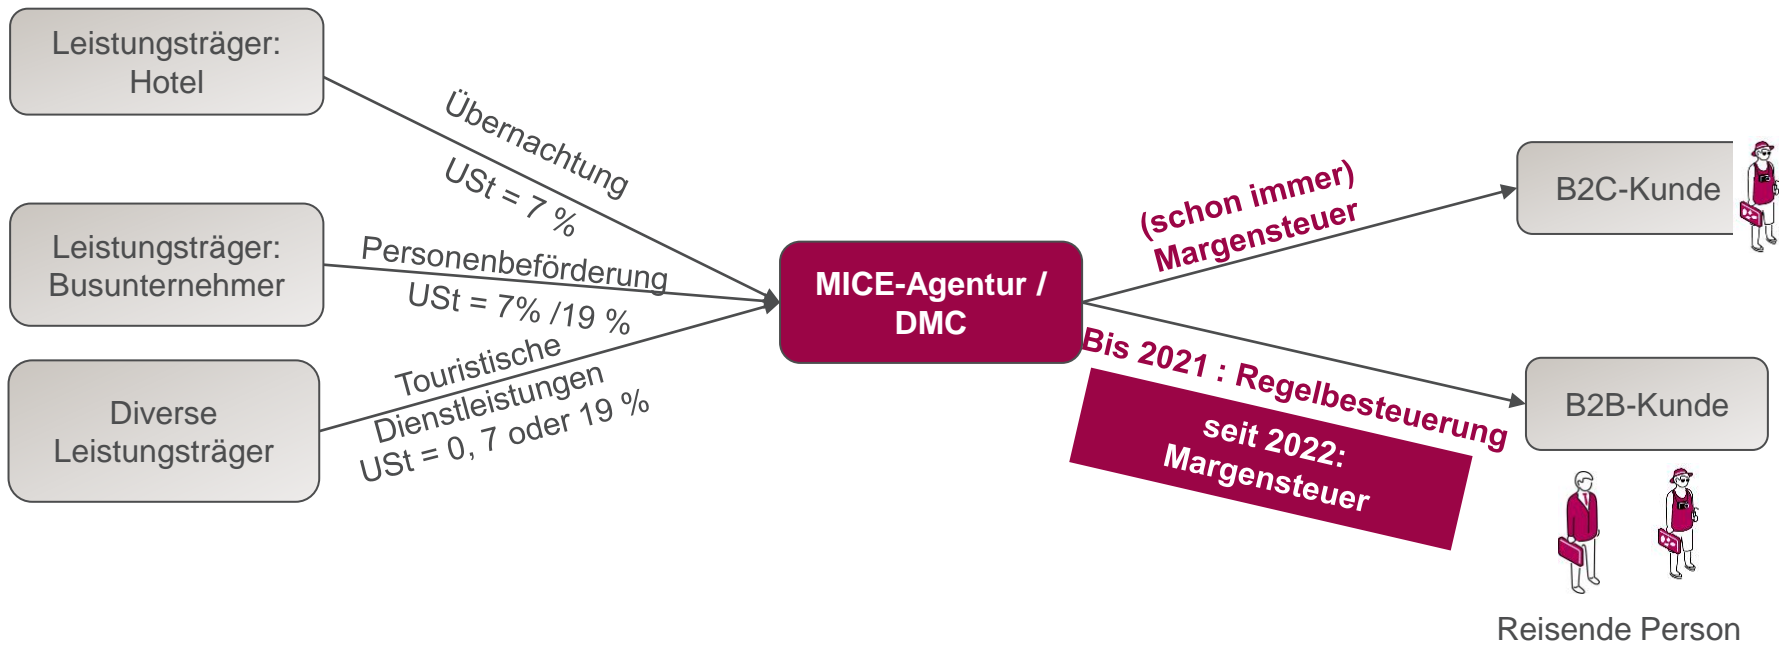 Leistungsträger:
Hotel
Übernachtung
USt = 7 %
Leistungsträger:
Busunternehmer
Personenbeförderung
USt = 7% /19 %
Diverse
Leistungsträger
Touristische
Dienstleistungen
USt = 0, 7 oder 19 %
MICE-Agentur /
DMC
(schon immer)
Margensteuer
B2C-Kunde
Bis 2021 : Regelbesteuerung
seit 2022:
Margensteuer
B2B-Kunde
Reisende Person